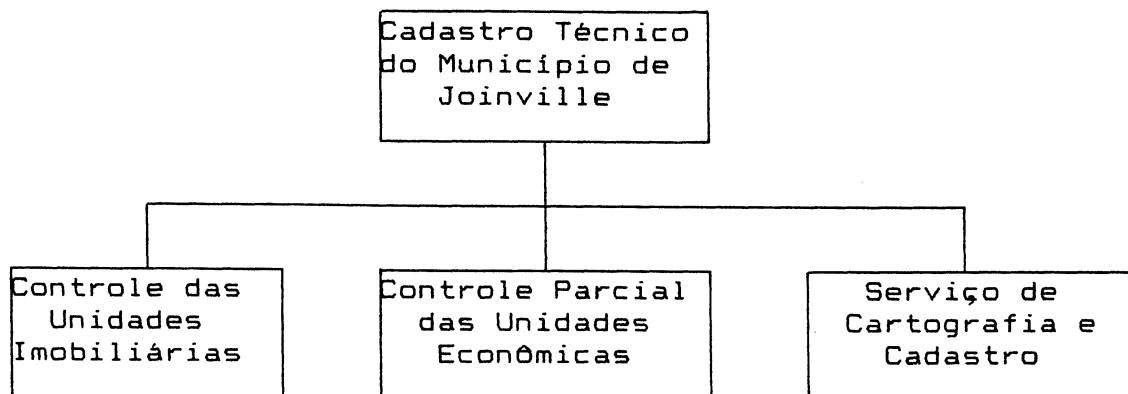 Cadastro Técnico
do Município de
Joinville
Controle das
Unidades
Imobiliárias
Controle Parcial
das Unidades
Econômicas
Serviço de
Cartografia e
Cadastro